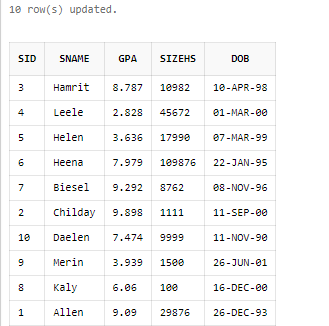 10 row(s) updated.
SID SNAME GPA SIZEHS DOB
3 Hamrit 8.787 10982 10-APR-98
4 Leele 2.828 45672 01-MAR-00
5 Helen 3.636 17990 07-MAR-99
6 Heena 7.979 109876 22-JAN-95
7 Biesel 9.292 8762 08-NOV-96
2 Childay 9.898 1111 11-SEP-00
10 Daelen 7.474 9999 11-NOV-90
9 Merin 3.939 1500 26-JUN-01
8 Kaly 6.06 100 16-DEC-00
1 Allen 9.09 29876 26-DEC-93